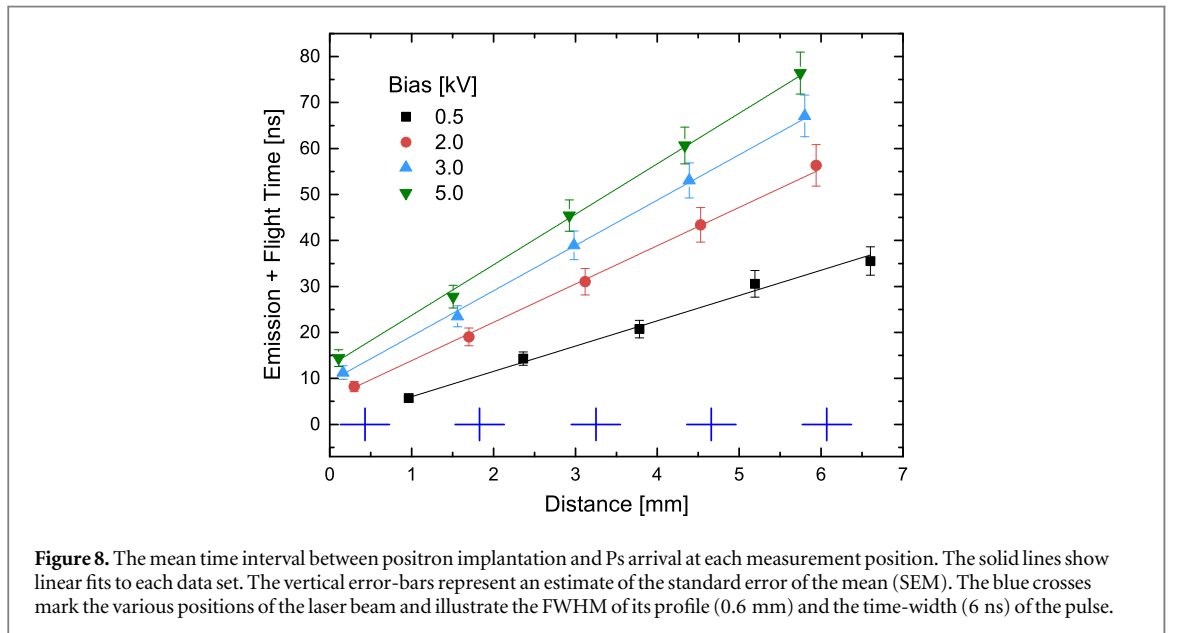 80
70
60
50
40
30
20
10
0
Emission + Flight Time [ns]
Bias [kV]
0.5
2.0
3.0
5.0
0 1 2 3 4 5 6 7
Distance [mm]
Figure 8. The mean time interval between positron implantation and Ps arrival at each measurement position. The solid lines show
linear fits to each data set. The vertical error-bars represent an estimate of the standard error of the mean (SEM). The blue crosses
mark the various positions of the laser beam and illustrate the FWHM of its profile (0.6 mm) and the time-width (6 ns) of the pulse.